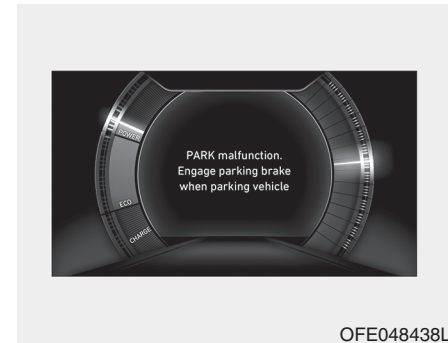 POWER
PARK malfunction.
Engage parking brake
when parking vehicle
ECO
CHARGE
OFE048438L